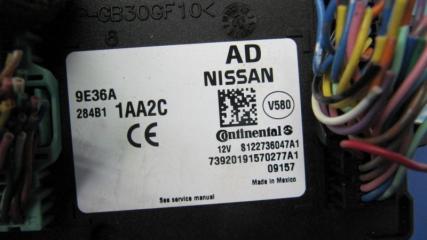 -GB30GF10<
8
AD
NISSAN
9E36A
284B1 1AA2C
V580
CE
Continental
12V S122736047A1
73920191570277A1
09157
Made in Mexico
See service manual